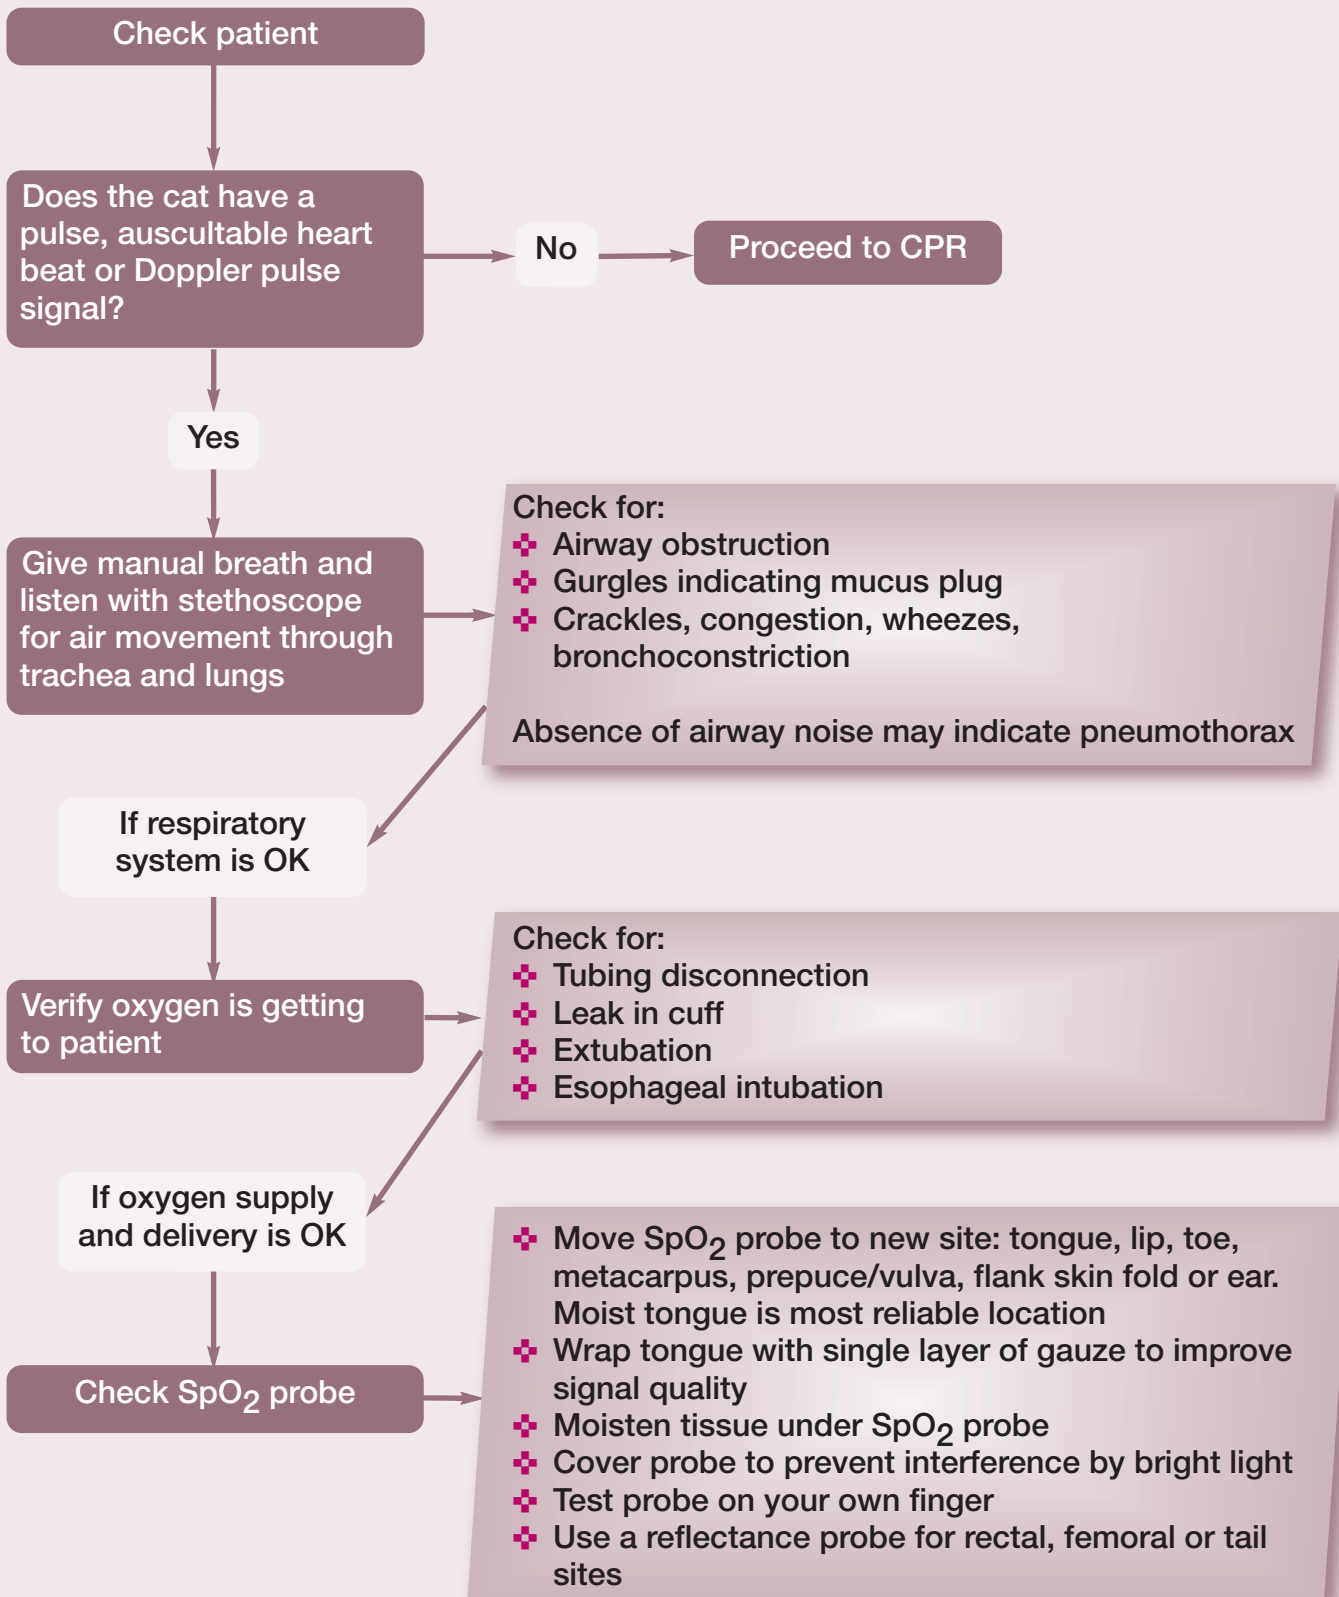 Check patient
Does the cat have a
pulse, auscultable heart
beat or Doppler pulse
signal?
No
Proceed to CPR
Yes
Give manual breath and
listen with stethoscope
for air movement through
trachea and lungs
Check for:
Airway obstruction
Gurgles indicating mucus plug
Crackles, congestion, wheezes,
bronchoconstriction
Absence of airway noise may indicate pneumothorax
If respiratory
system is OK
Verify oxygen is getting
to patient
Check for:
Tubing disconnection
Leak in cuff
Extubation
Esophageal intubation
If oxygen supply
and delivery is OK
Check SpO2 probe
Move SpO2 probe to new site: tongue, lip, toe,
metacarpus, prepuce/vulva, flank skin fold or ear.
Moist tongue is most reliable location
Wrap tongue with single layer of gauze to improve
signal quality
Moisten tissue under SpO2 probe
Cover probe to prevent interference by bright light
Test probe on your own finger
Use a reflectance probe for rectal, femoral or tail
sites